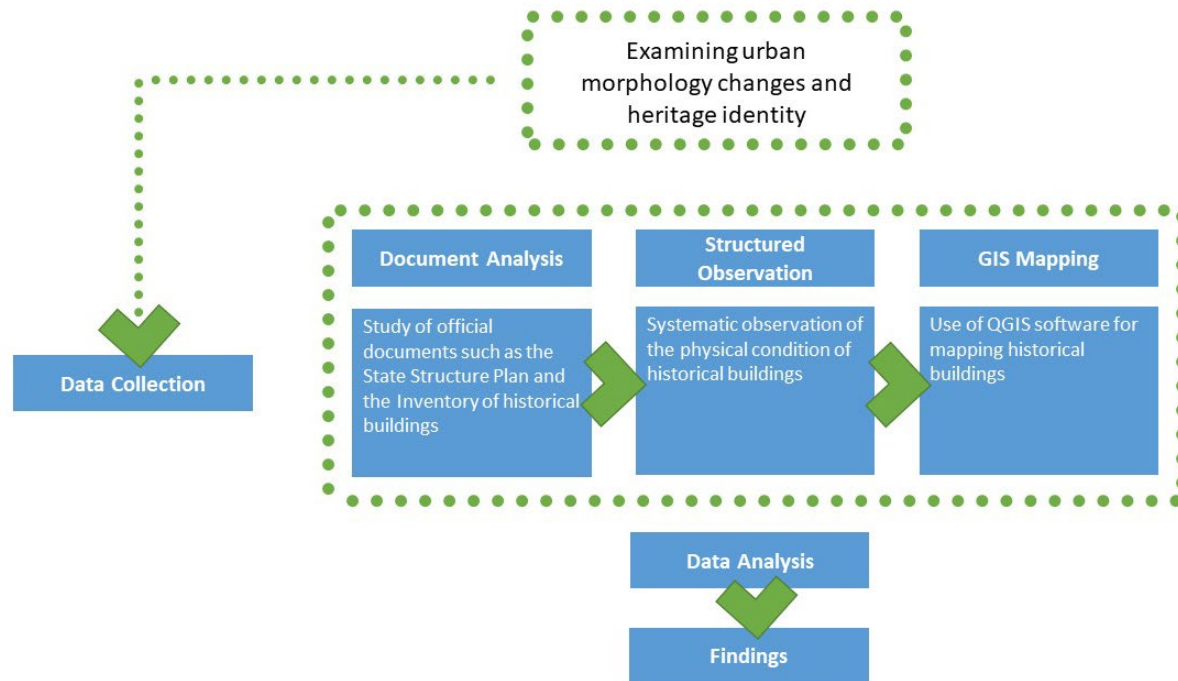 Examining urban
morphology changes and
heritage identity
Data Collection
Document Analysis
Study of official
documents such as the
State Structure Plan and
the Inventory of historical
buildings
Structured
Observation
Systematic observation of
the physical condition of
historical buildings
GIS Mapping
Use of QGIS software for
mapping historical
buildings
Data Analysis
Findings